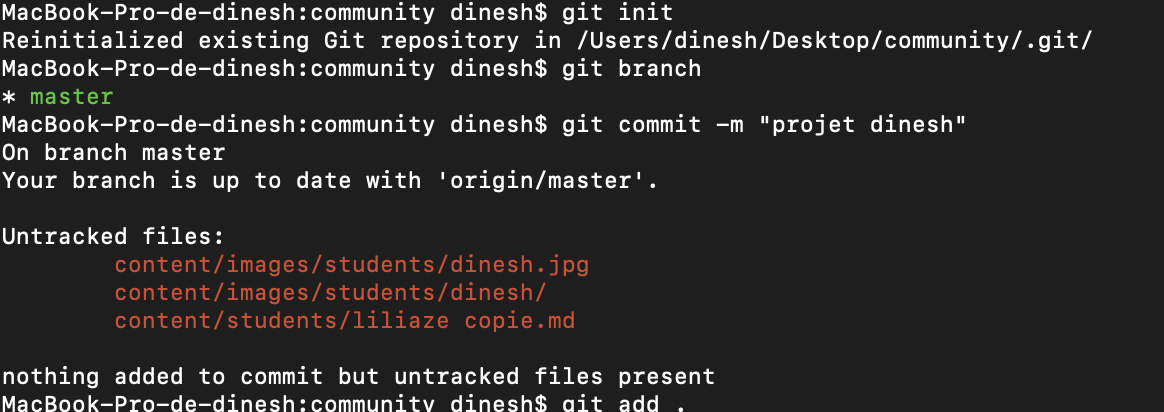 MacBook-Pro-de-dinesh:community dinesh$ git init
Reinitialized existing Git repository in /Users/dinesh/Desktop/community/.git/
MacBook-Pro-de-dinesh:community dinesh$ git branch
* master
MacBook-Pro-de-dinesh:community dinesh$ git commit -m "projet dinesh"
On branch master
Your branch is up to date with 'origin/master'.
Untracked files:
content/images/students/dinesh.jpg
content/images/students/dinesh/
content/students/liliaze copie.md
nothing added to commit but untracked files present
MacBook-Pro-de-dinesh:community dinesh$ git add .